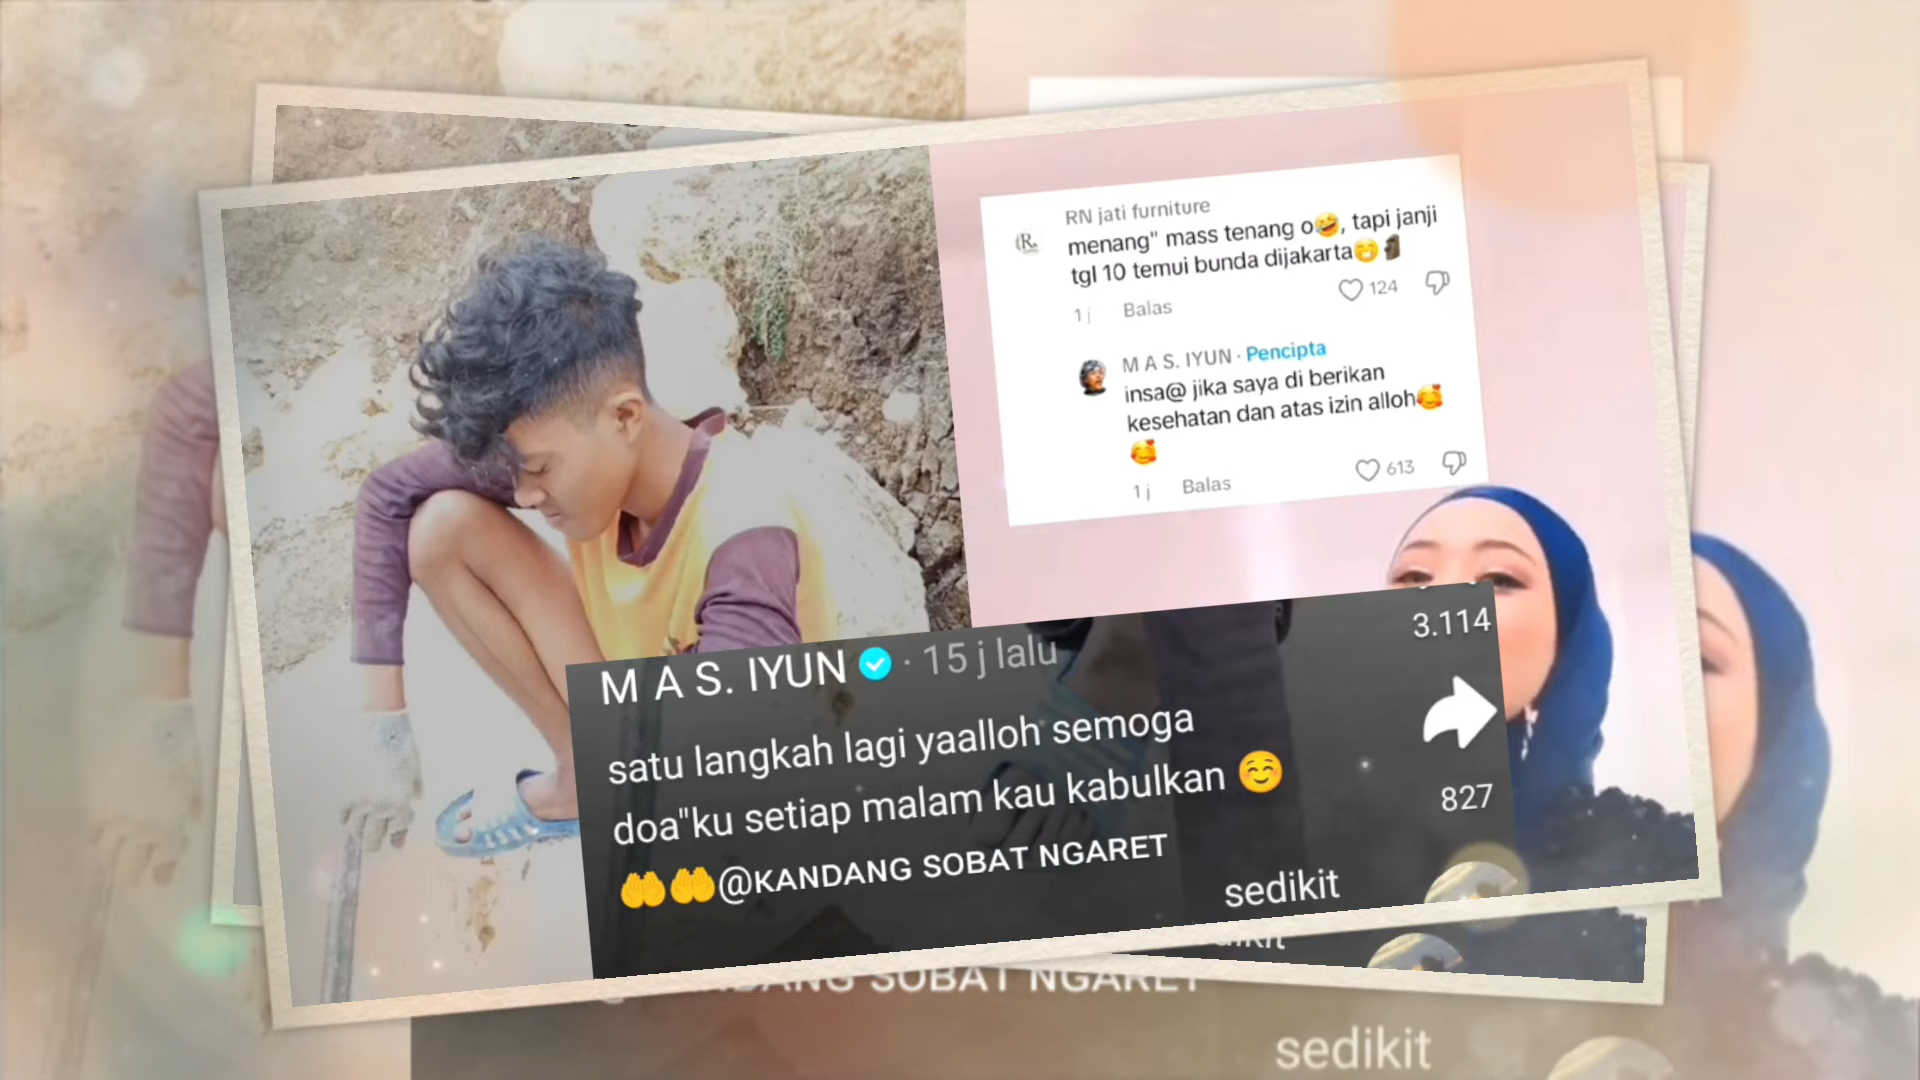 RN jati furniture
menang" mass tenang o🤣, tapi janji
tgl 10 temui bunda dijakarta😁🗿
1 j Balas 124
M A S. IYUN · Pencipta
insa@ jika saya di berikan
kesehatan dan atas izin alloh🥰
🥰
1 j Balas 613
3.114
M A S. IYUN · 15 j lalu
satu langkah lagi yaalloh semoga
doa"ku setiap malam kau kabulkan ☺️
🤲🤲@KANDANG SOBAT NGARET
827
sedikit
SOBAT NGARET
sedikit